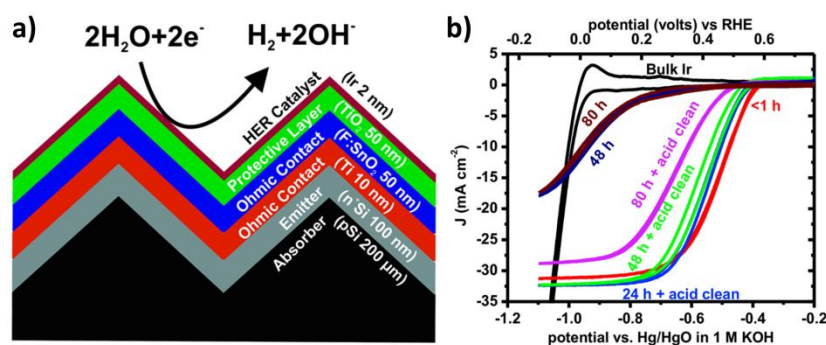 a)
2H₂O+2e⁻
H₂+2OH⁻
HER Catalyst (Ir 2 nm)
Protective Layer (TiO₂ 50 nm)
Ohmic Contact (F:SnO₂ 50 nm)
Ohmic Contact (Ti 10 nm)
Emitter (n⁺Si 100 nm)
Absorber (pSi 200 µm)
b)
potential (volts) vs RHE
0.0 0.2 0.4 0.6
5
0
-5
-10
-15
-20
-25
-30
-35
J (mA cm⁻²)
Bulk Ir
<1 h
80 h
48 h
80 h + acid clean
48 h + acid clean
24 h + acid clean
-1.2 -1.0 -0.8 -0.6 -0.4 -0.2
potential vs. Hg/HgO in 1 M KOH